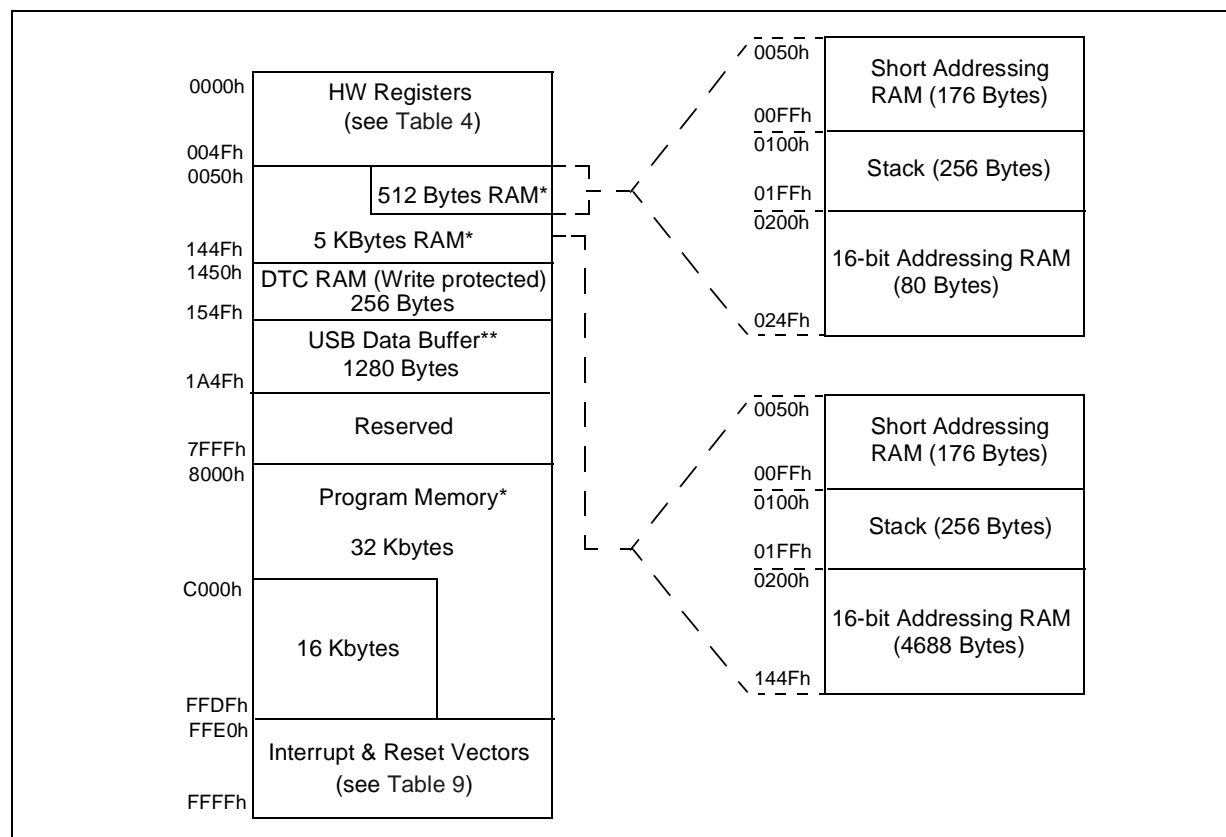 0000h
HW Registers
(see Table 4)
004Fh
0050h
512 Bytes RAM*
5 KBytes RAM*
144Fh
1450h
DTC RAM (Write protected)
256 Bytes
154Fh
USB Data Buffer**
1280 Bytes
1A4Fh
Reserved
7FFFh
8000h
Program Memory*
32 Kbytes
C000h
16 Kbytes
FFDFh
FFE0h
Interrupt & Reset Vectors
(see Table 9)
FFFFh
0050h
Short Addressing
RAM (176 Bytes)
00FFh
0100h
Stack (256 Bytes)
01FFh
0200h
16-bit Addressing RAM
(80 Bytes)
024Fh
0050h
Short Addressing
RAM (176 Bytes)
00FFh
0100h
Stack (256 Bytes)
01FFh
0200h
16-bit Addressing RAM
(4688 Bytes)
144Fh